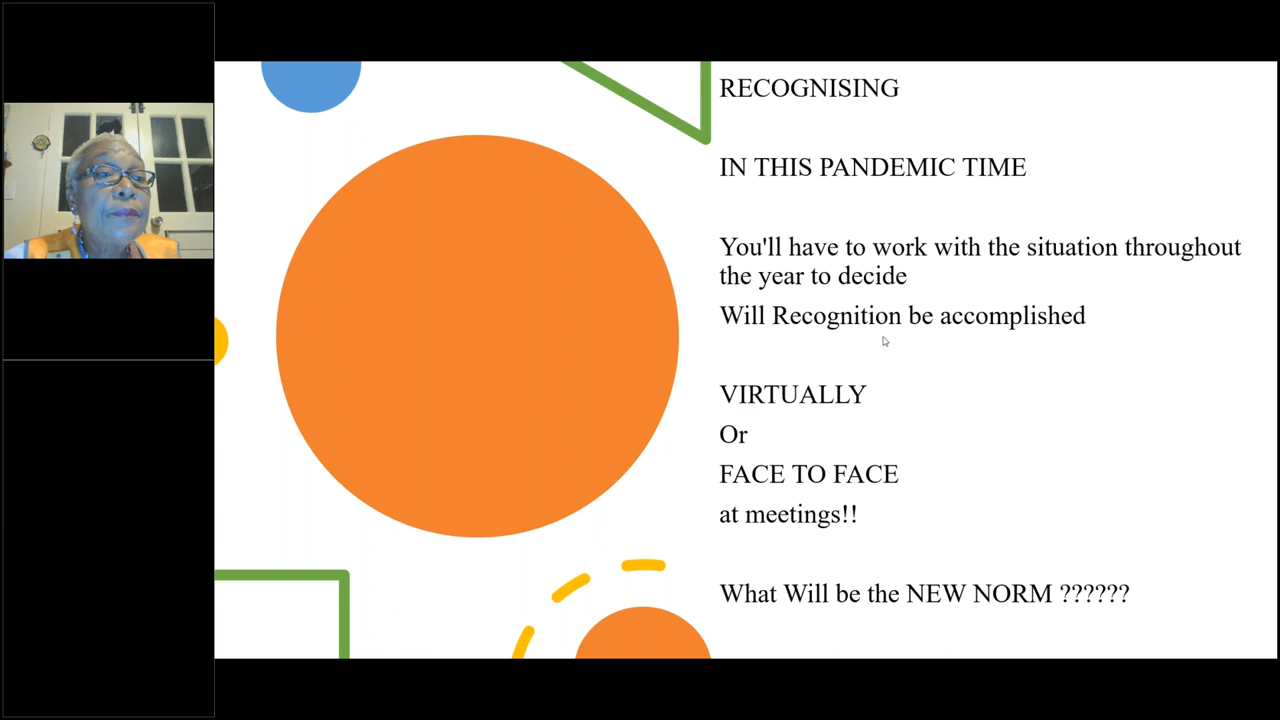 RECOGNISING
IN THIS PANDEMIC TIME
You'll have to work with the situation throughout
the year to decide
Will Recognition be accomplished
VIRTUALLY
Or
FACE TO FACE
at meetings!!
What Will be the NEW NORM ??????